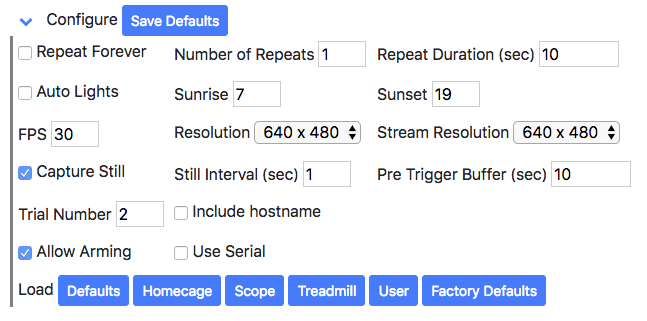 Configure Save Defaults
Repeat Forever Number of Repeats 1 Repeat Duration (sec) 10
Auto Lights Sunrise 7 Sunset 19
FPS 30 Resolution 640 x 480 Stream Resolution 640 x 480
Capture Still Still Interval (sec) 1 Pre Trigger Buffer (sec) 10
Trial Number 2 Include hostname
Allow Arming Use Serial
Load Defaults Homecage Scope Treadmill User Factory Defaults